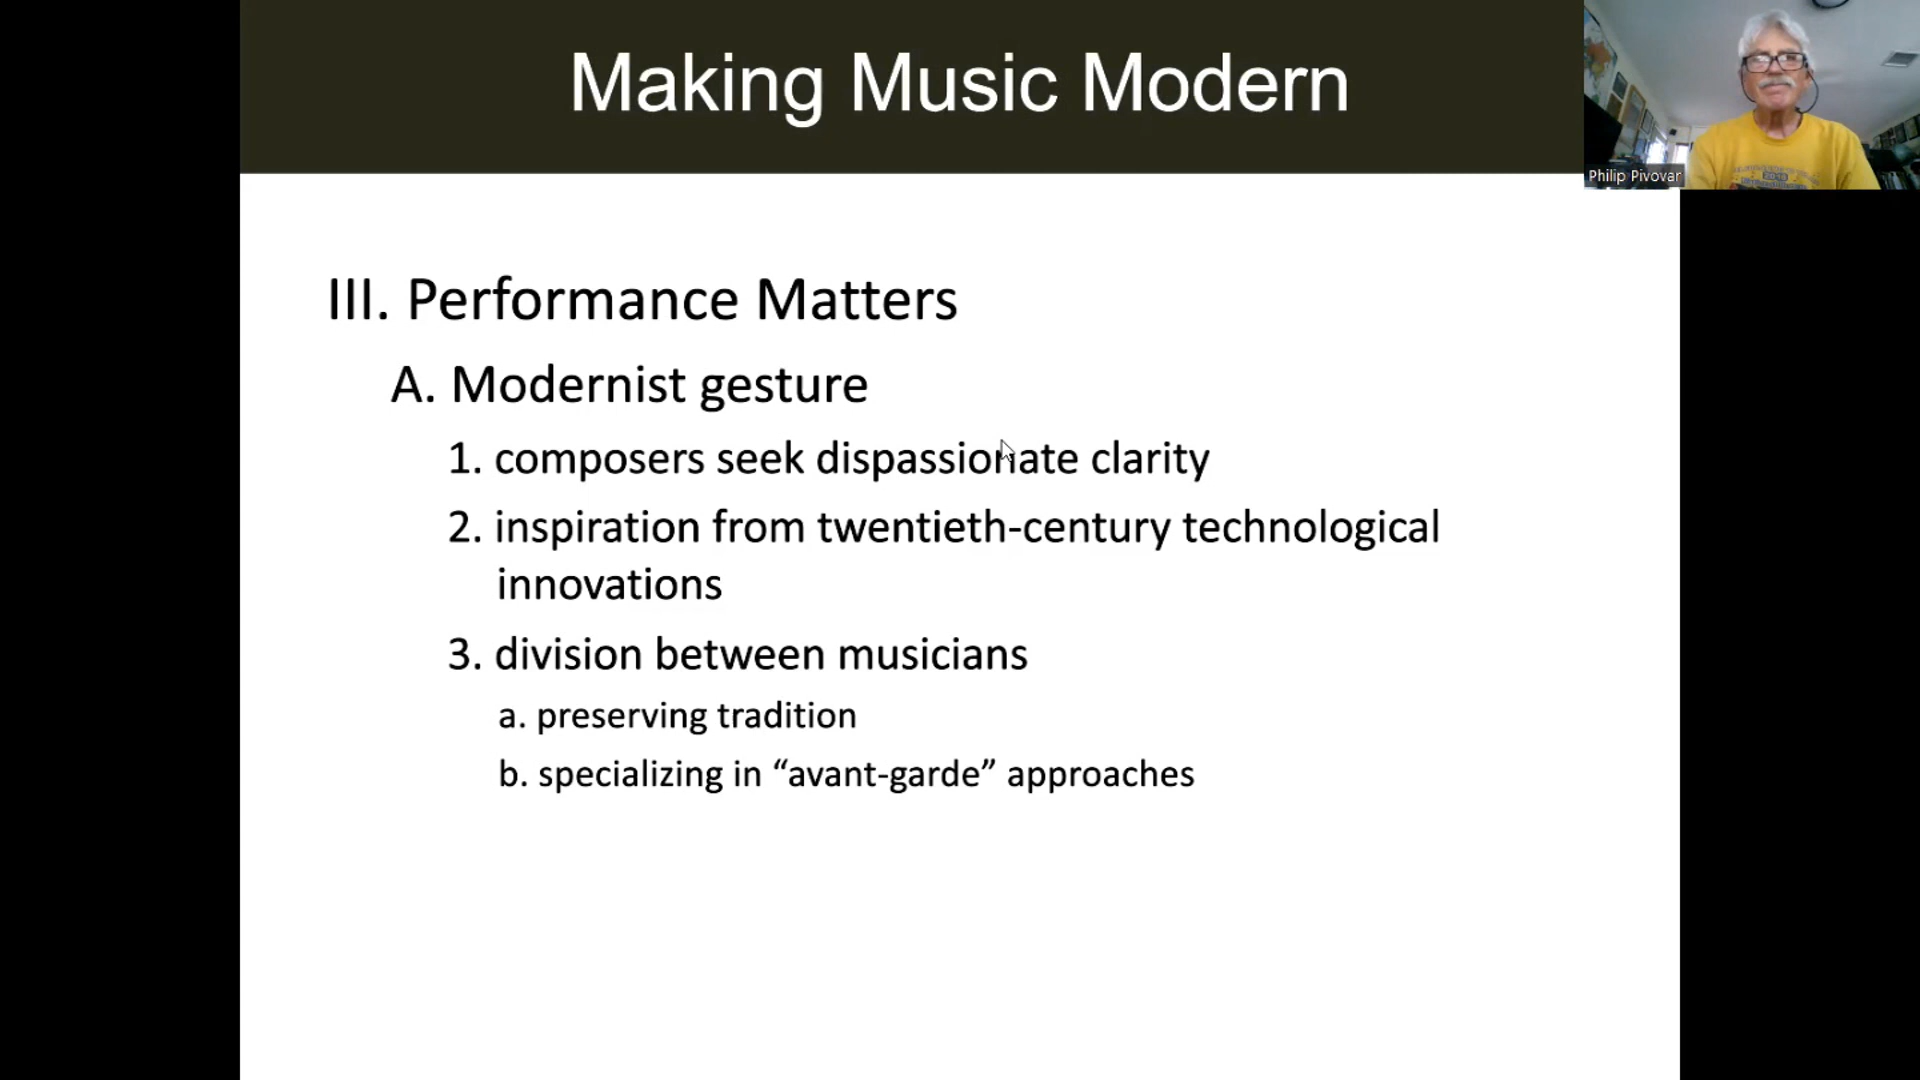 Making Music Modern
Philip Pivovar
III. Performance Matters
A. Modernist gesture
1. composers seek dispassionate clarity
2. inspiration from twentieth-century technological
innovations
3. division between musicians
a. preserving tradition
b. specializing in “avant-garde” approaches